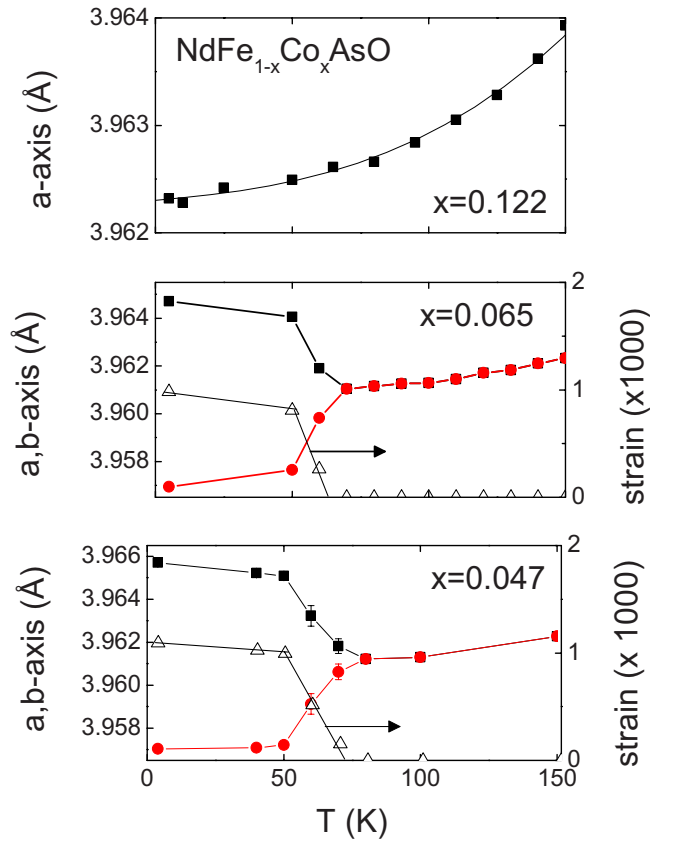 3.964
NdFe1-xCoxAsO
a-axis (Å)
3.963
x=0.122
3.962
2
3.964
x=0.065
a,b-axis (Å)
3.962
1
3.960
strain (x1000)
3.958
0
2
3.966
x=0.047
3.964
a,b-axis (Å)
3.962
1
3.960
strain (x 1000)
3.958
0
0 50 100 150
T (K)